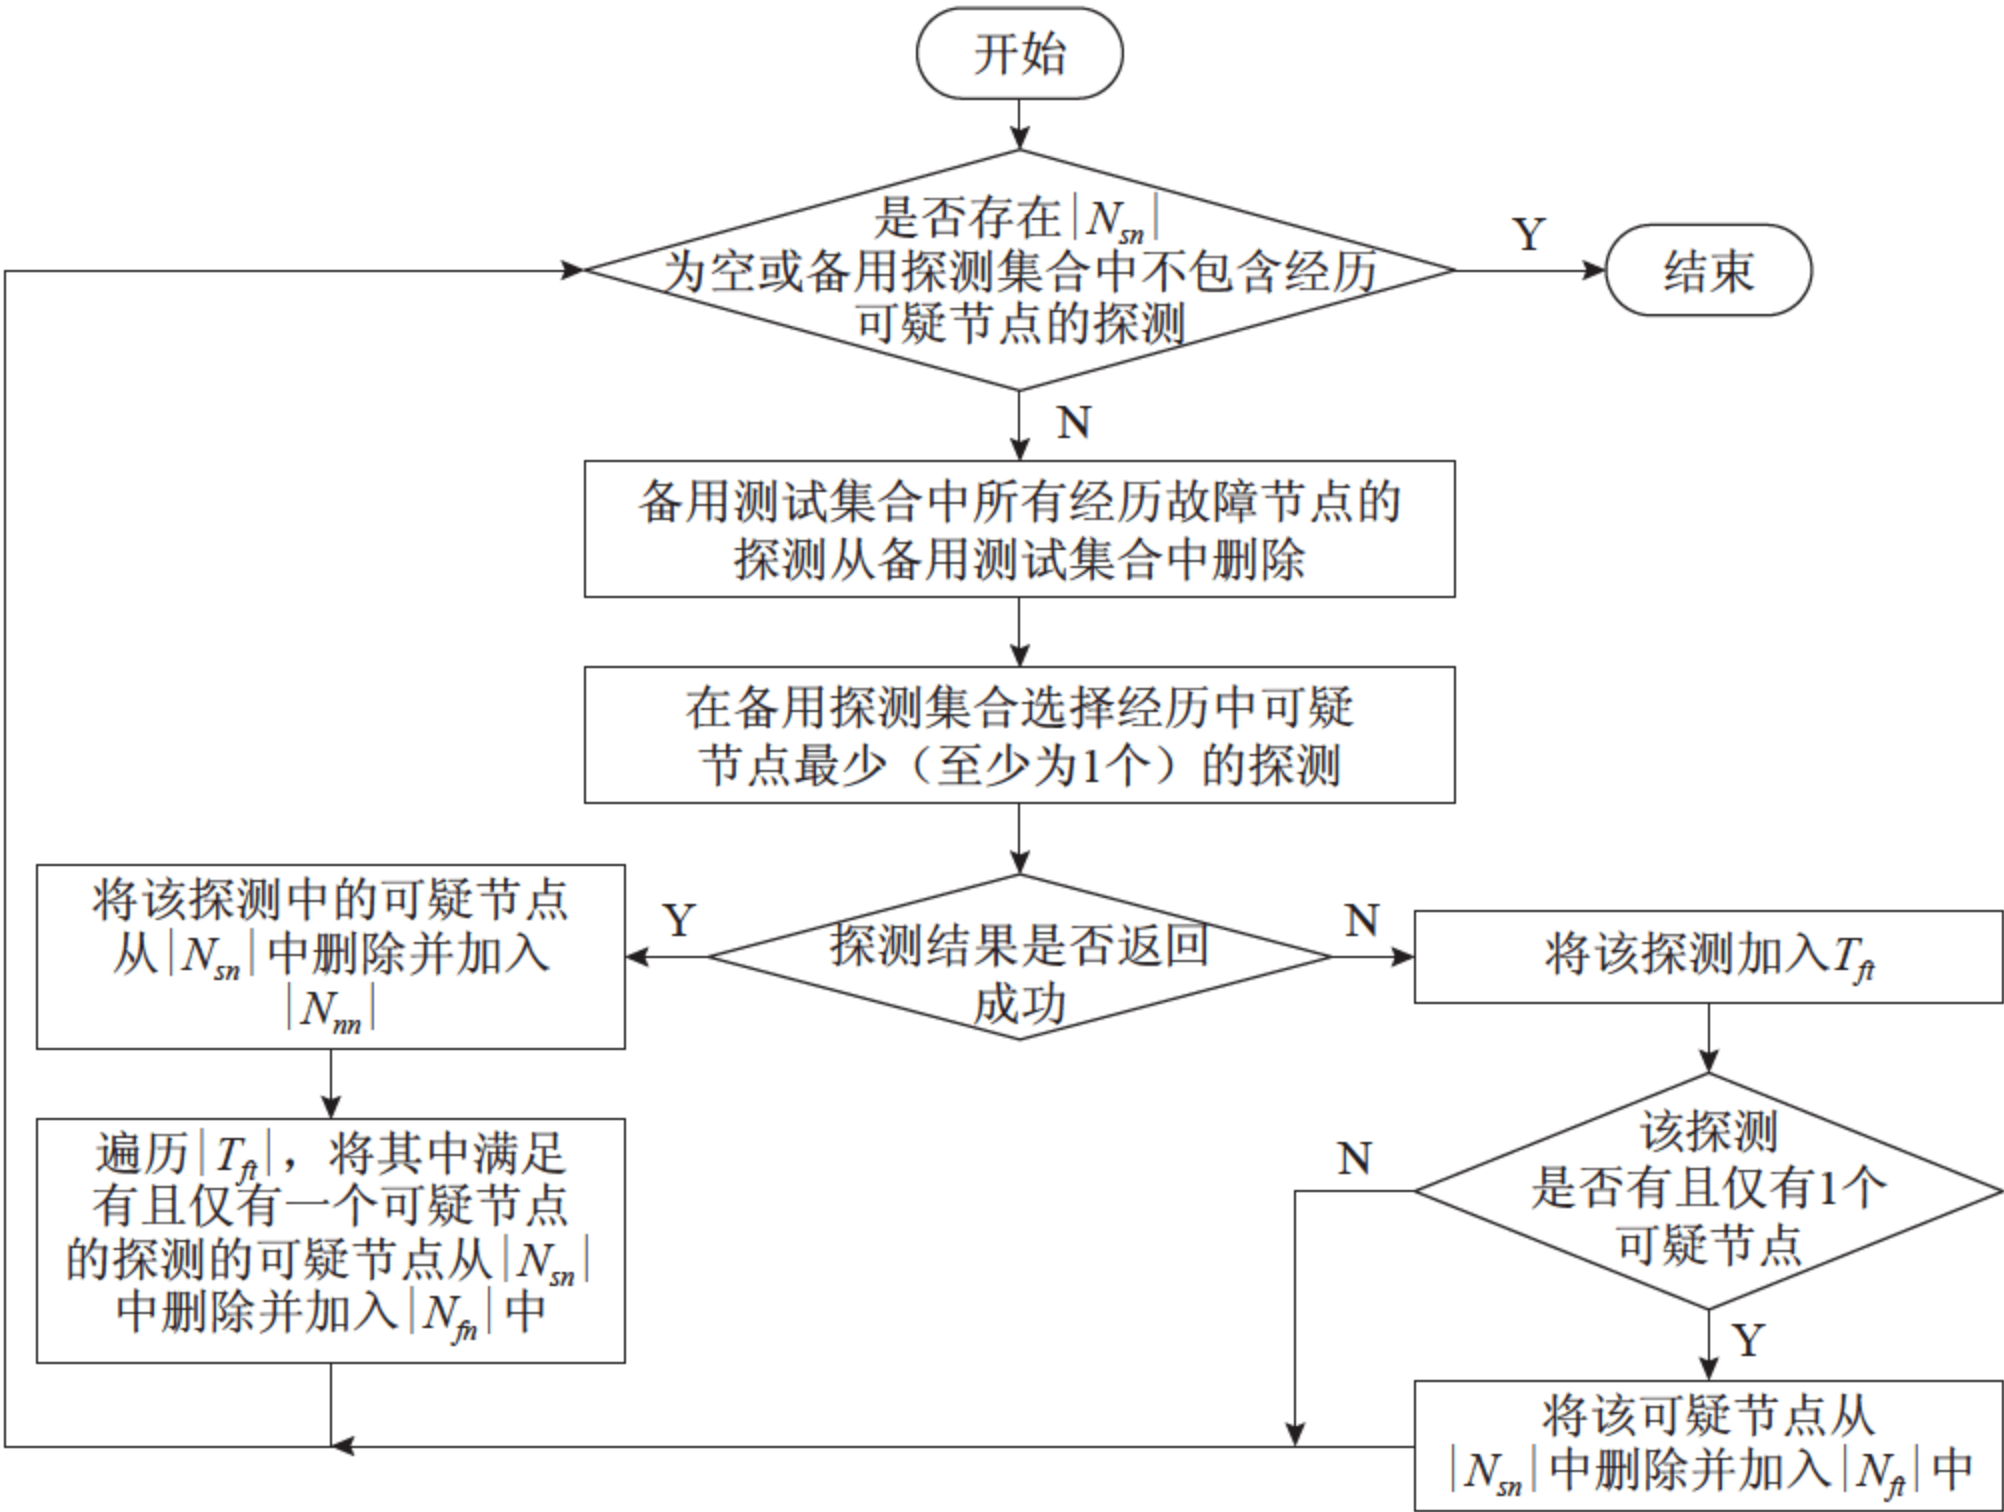 开始
是否存在|Nsn|
为空或备用探测集合中不包含经历
可疑节点的探测
Y
结束
N
备用测试集合中所有经历故障节点的
探测从备用测试集合中删除
在备用探测集合选择经历中可疑
节点最少（至少为1个）的探测
探测结果是否返回
成功
Y
将该探测中的可疑节点
从|Nsn|中删除并加入
|Nnn|
遍历|Tft|，将其中满足
有且仅有一个可疑节点
的探测的可疑节点从|Nsn|
中删除并加入|Nfn|中
N
将该探测加入Tft
该探测
是否有且仅有1个
可疑节点
N
Y
将该可疑节点从
|Nsn|中删除并加入|Nft|中